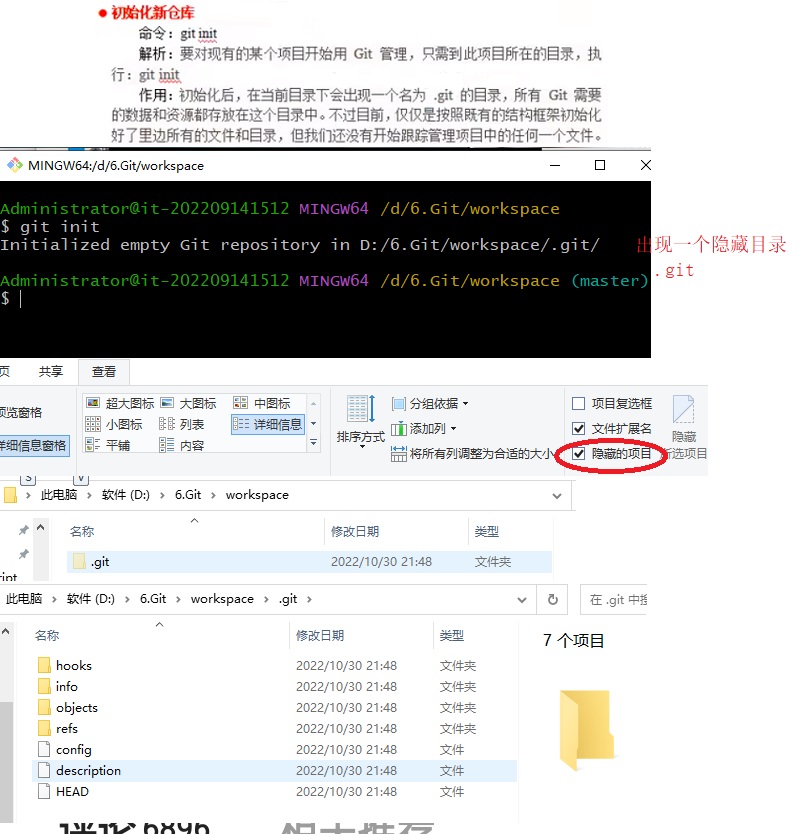 ● 初始化新仓库
命令：git init
解析：要对现有的某个项目开始用 Git 管理，只需到此项目所在的目录，执
行：git init
作用：初始化后，在当前目录下会出现一个名为 .git 的目录，所有 Git 需要
的数据和资源都存放在这个目录中。不过目前，仅仅是按照既有的结构框架初始化
好了里边所有的文件和目录，但我们还没有开始跟踪管理项目中的任何一个文件。
MINGW64:/d/6.Git/workspace
Administrator@it-202209141512 MINGW64 /d/6.Git/workspace
$ git init
Initialized empty Git repository in D:/6.Git/workspace/.git/
出现一个隐藏目录
.git
Administrator@it-202209141512 MINGW64 /d/6.Git/workspace (master)
$
页 共享 查看
预览窗格
详细信息窗格
超大图标 大图标 中图标
小图标 列表 详细信息
平铺 内容
排序方式
分组依据
添加列
将所有列调整为合适的大小
项目复选框
文件扩展名
隐藏的项目
隐藏
所选项目
S V
此电脑 › 软件 (D:) › 6.Git › workspace
名称 修改日期 类型
.git 2022/10/30 21:48 文件夹
ript
此电脑 › 软件 (D:) › 6.Git › workspace › .git ›
在 .git 中搜
名称 修改日期 类型
7 个项目
hooks 2022/10/30 21:48 文件夹
info 2022/10/30 21:48 文件夹
objects 2022/10/30 21:48 文件夹
refs 2022/10/30 21:48 文件夹
config 2022/10/30 21:48 文件
description 2022/10/30 21:48 文件
HEAD 2022/10/30 21:48 文件